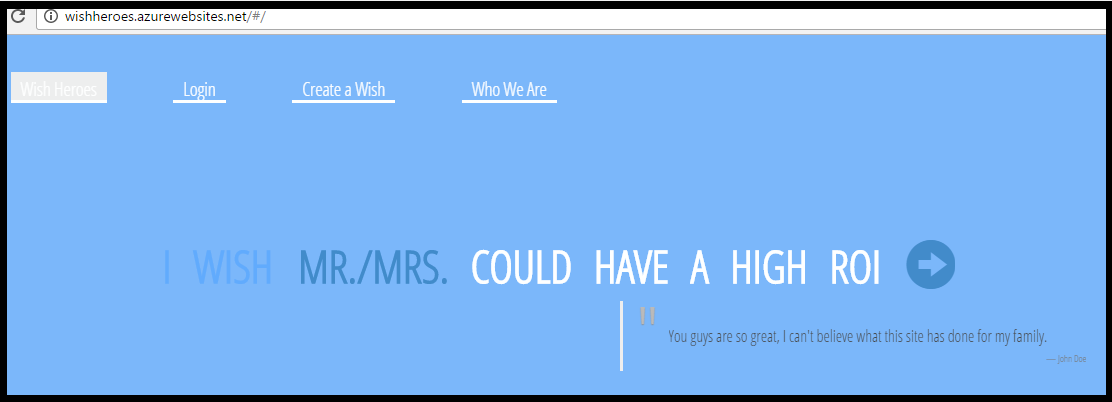 wishheroes.azurewebsites.net/#/
Wish Heroes Login Create a Wish Who We Are
I WISH MR./MRS. COULD HAVE A HIGH ROI
"
You guys are so great, I can't believe what this site has done for my family.
— John Doe